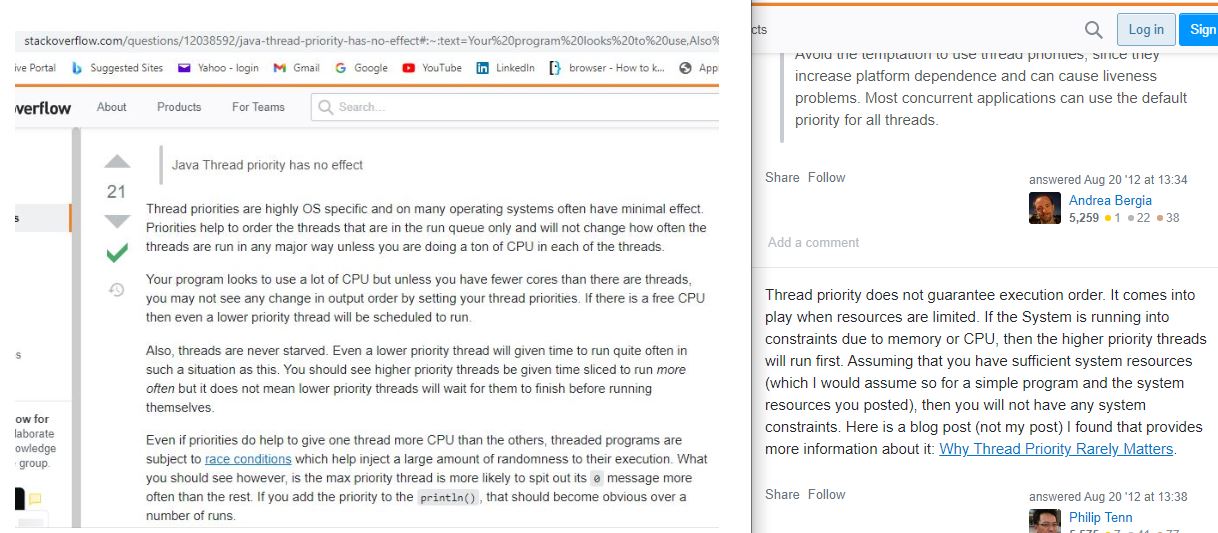 stackoverflow.com/questions/12038592/java-thread-priority-has-no-effect#:~:text=Your%20program%20looks%20to%20use,Also%
ive Portal Suggested Sites Yahoo - login Gmail Google YouTube LinkedIn browser - How to k... App
verflow About Products For Teams Search...
Java Thread priority has no effect
21
Thread priorities are highly OS specific and on many operating systems often have minimal effect.
Priorities help to order the threads that are in the run queue only and will not change how often the
threads are run in any major way unless you are doing a ton of CPU in each of the threads.
Your program looks to use a lot of CPU but unless you have fewer cores than there are threads,
you may not see any change in output order by setting your thread priorities. If there is a free CPU
then even a lower priority thread will be scheduled to run.
Also, threads are never starved. Even a lower priority thread will given time to run quite often in
such a situation as this. You should see higher priority threads be given time sliced to run more
often but it does not mean lower priority threads will wait for them to finish before running
themselves.
Even if priorities do help to give one thread more CPU than the others, threaded programs are
subject to race conditions which help inject a large amount of randomness to their execution. What
you should see however, is the max priority thread is more likely to spit out its 0 message more
often than the rest. If you add the priority to the println(), that should become obvious over a
number of runs.
s
s
ow for
laborate
owledge
group.
cts Log in Sign
Avoid the temptation to use thread priorities, since they
increase platform dependence and can cause liveness
problems. Most concurrent applications can use the default
priority for all threads.
Share Follow
answered Aug 20 '12 at 13:34
Andrea Bergia
5,259 1 22 38
Add a comment
Thread priority does not guarantee execution order. It comes into
play when resources are limited. If the System is running into
constraints due to memory or CPU, then the higher priority threads
will run first. Assuming that you have sufficient system resources
(which I would assume so for a simple program and the system
resources you posted), then you will not have any system
constraints. Here is a blog post (not my post) I found that provides
more information about it: Why Thread Priority Rarely Matters.
Share Follow
answered Aug 20 '12 at 13:38
Philip Tenn